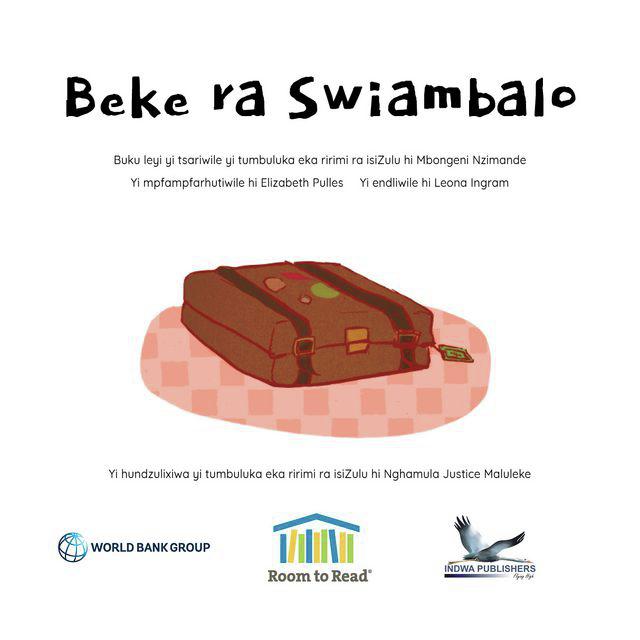 Beke ra Swiambalo
Buku leyi yi tsariwile yi tumbuluka eka ririmi ra isiZulu hi Mbongeni Nzimande
Yi mpfampfarhutiwile hi Elizabeth Pulles Yi endliwile hi Leona Ingram
Yi hundzulixiwa yi tumbuluka eka ririmi ra isiZulu hi Nghamula Justice Maluleke
WORLD BANK GROUP
Room to Read®
INDWA PUBLISHERS
Flying High